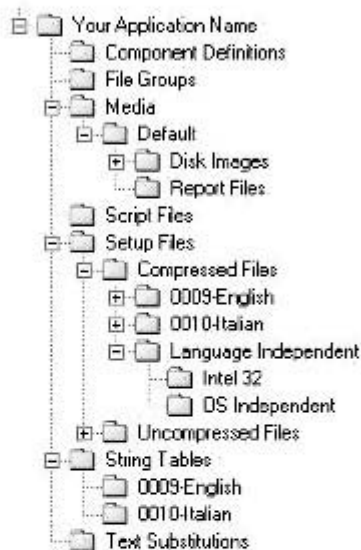 Your Application Name
Component Definitions
File Groups
Media
Default
Disk Images
Report Files
Script Files
Setup Files
Compressed Files
0009-English
0010-Italian
Language Independent
Intel 32
OS Independent
Uncompressed Files
String Tables
0009-English
0010-Italian
Text Substitutions